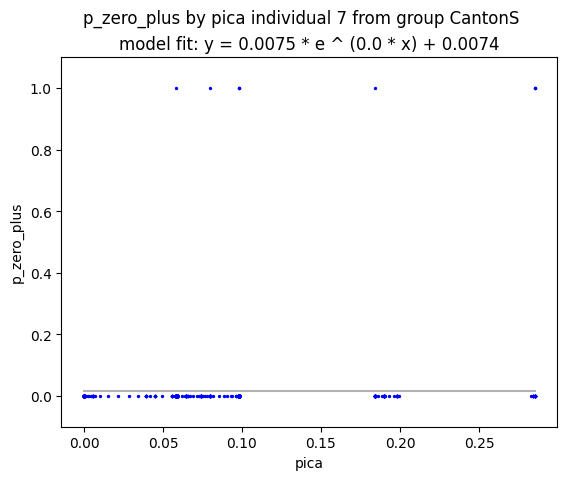 p_zero_plus by pica individual 7 from group CantonS
model fit: y = 0.0075 * e ^ (0.0 * x) + 0.0074
1.0
0.8
0.6
0.4
0.2
0.0
p_zero_plus
0.00 0.05 0.10 0.15 0.20 0.25
pica